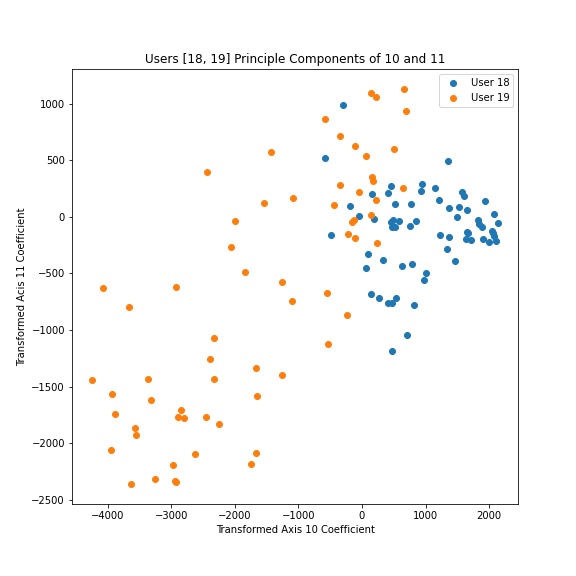 Users [18, 19] Principle Components of 10 and 11
User 18
User 19
Transformed Acis 11 Coefficient
1000
500
0
−500
−1000
−1500
−2000
−2500
−4000 −3000 −2000 −1000 0 1000 2000
Transformed Axis 10 Coefficient